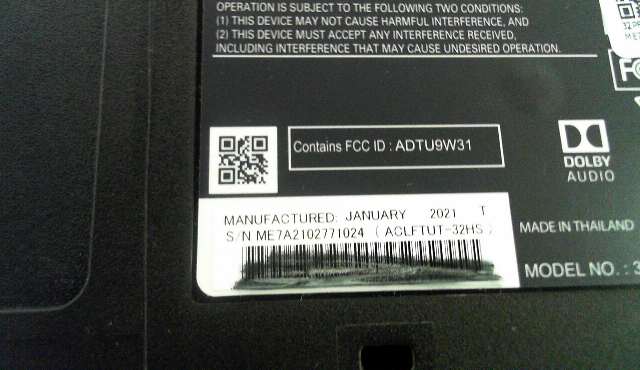 OPERATION IS SUBJECT TO THE FOLLOWING TWO CONDITIONS:
(1) THIS DEVICE MAY NOT CAUSE HARMFUL INTERFERENCE, AND
(2) THIS DEVICE MUST ACCEPT ANY INTERFERENCE RECEIVED,
INCLUDING INTERFERENCE THAT MAY CAUSE UNDESIRED OPERATION.
Contains FCC ID : ADTU9W31
DOLBY
AUDIO
MANUFACTURED: JANUARY 2021 T
S/N ME7A2102771024 ( ACLFTUT-32HS )
MADE IN THAILAND
MODEL NO. : 3